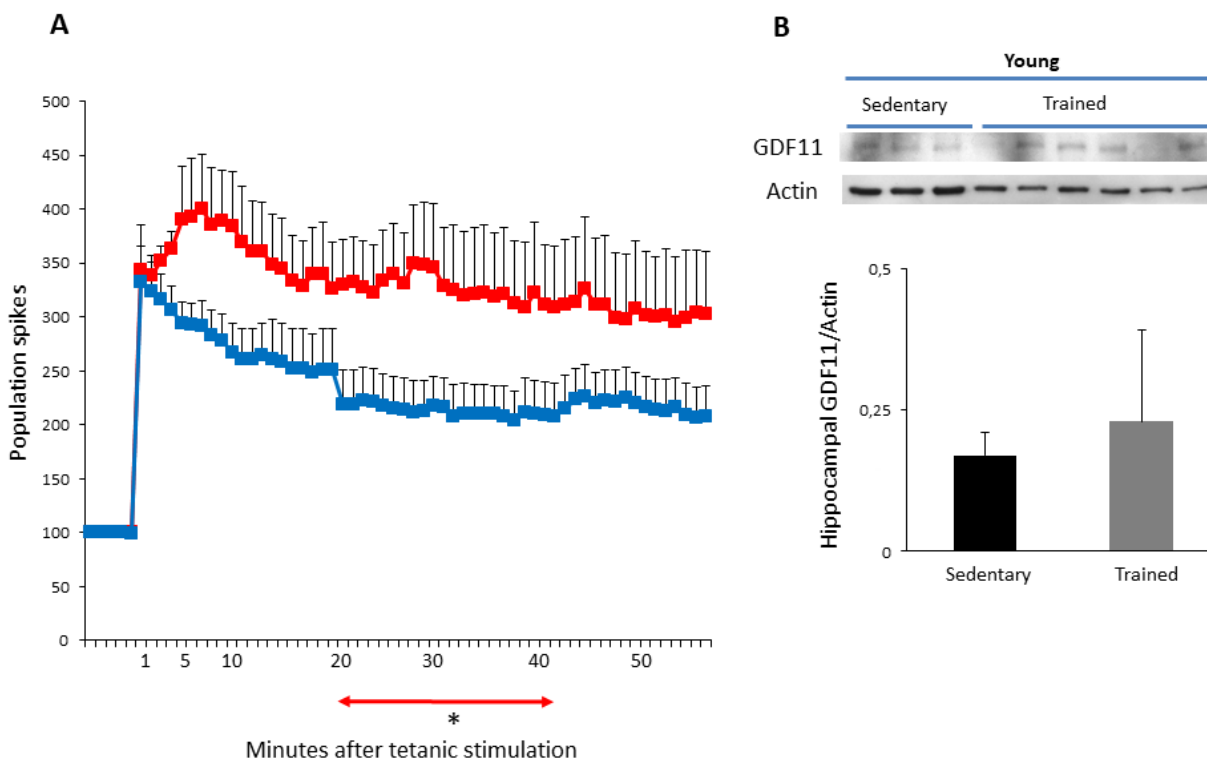 A
500
450
400
350
300
250
200
150
100
50
0
Population spikes
1 5 10 20 30 40 50
*
Minutes after tetanic stimulation
B
Young
Sedentary Trained
GDF11
Actin
0,5
0,25
0
Hippocampal GDF11/Actin
Sedentary Trained